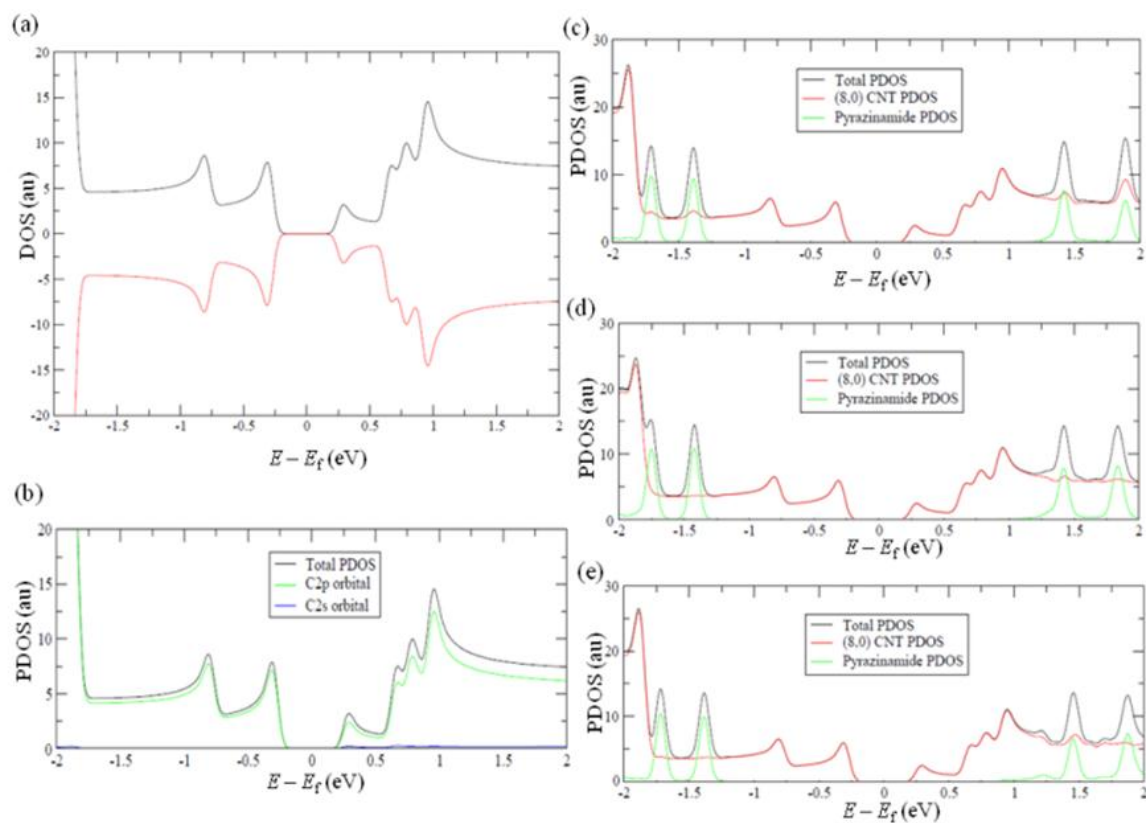 (a)
20
15
10
5
0
-5
-10
-15
-20
DOS (au)
-2 -1.5 -1 -0.5 0 0.5 1 1.5 2
E – Ef (eV)
(b)
20
15
10
5
0
PDOS (au)
Total PDOS
C2p orbital
C2s orbital
-2 -1.5 -1 -0.5 0 0.5 1 1.5 2
E – Ef (eV)
(c)
30
20
10
0
PDOS (au)
Total PDOS
(8,0) CNT PDOS
Pyrazinamide PDOS
-2 -1.5 -1 -0.5 0 0.5 1 1.5 2
E – Ef (eV)
(d)
30
20
10
0
PDOS (au)
Total PDOS
(8,0) CNT PDOS
Pyrazinamide PDOS
-2 -1.5 -1 -0.5 0 0.5 1 1.5 2
E – Ef (eV)
(e)
30
20
10
0
PDOS (au)
Total PDOS
(8,0) CNT PDOS
Pyrazinamide PDOS
-2 -1.5 -1 -0.5 0 0.5 1 1.5 2
E – Ef (eV)